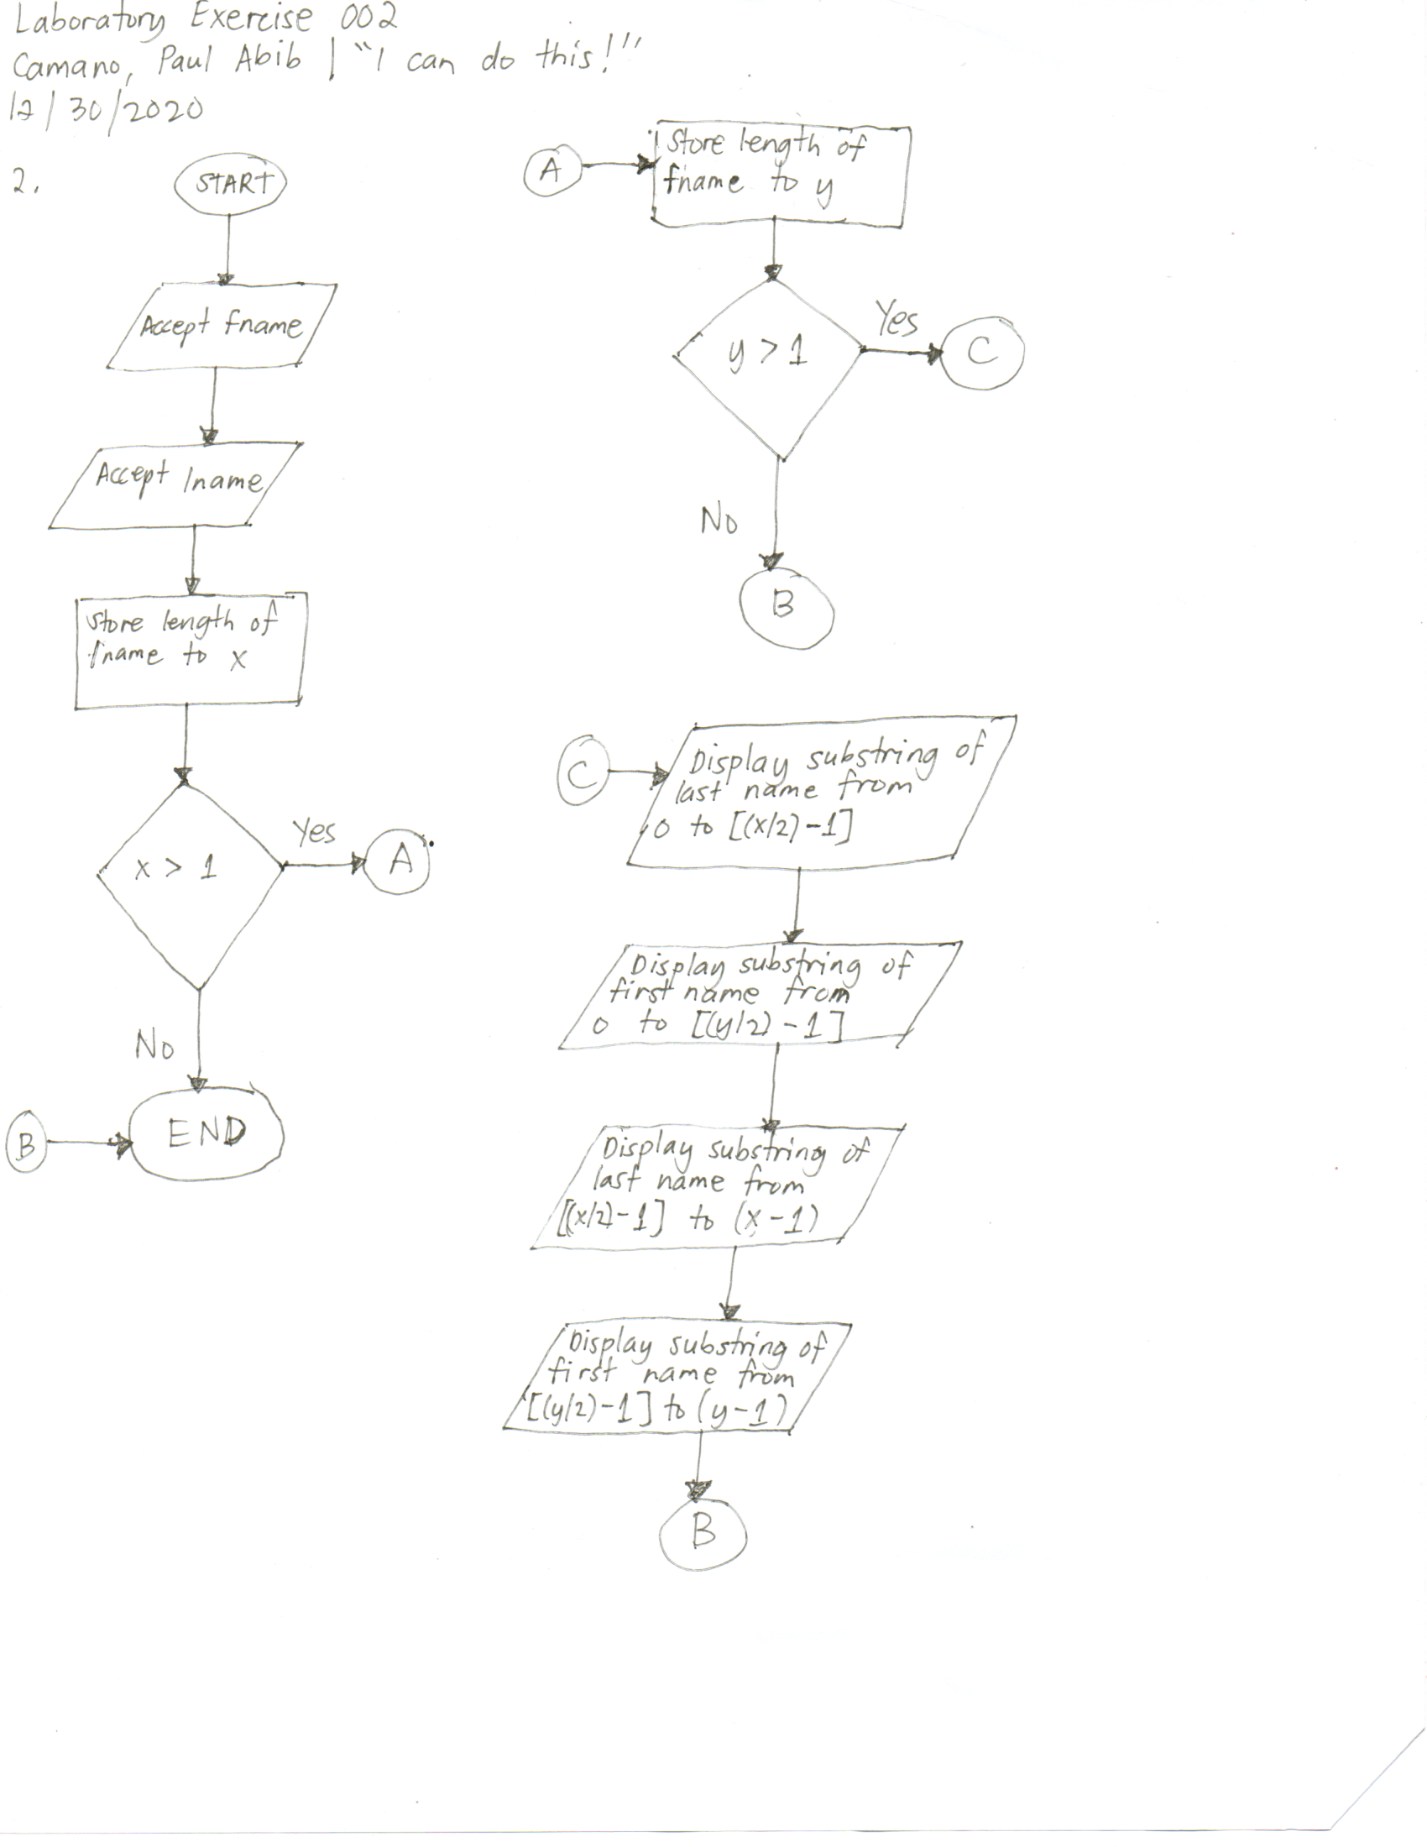 Laboratory Exercise 002
Camano, Paul Abib | "I can do this!"
12/30/2020
2.
START
Accept fname
Accept lname
Store length of
lname to x
x > 1
Yes
A
No
B
END
A
Store length of
fname to y
y > 1
Yes
C
No
B
C
Display substring of
last name from
0 to [(x/2)-1]
Display substring of
first name from
0 to [(y/2)-1]
Display substring of
last name from
[(x/2)-1] to (x-1)
Display substring of
first name from
[(y/2)-1] to (y-1)
B